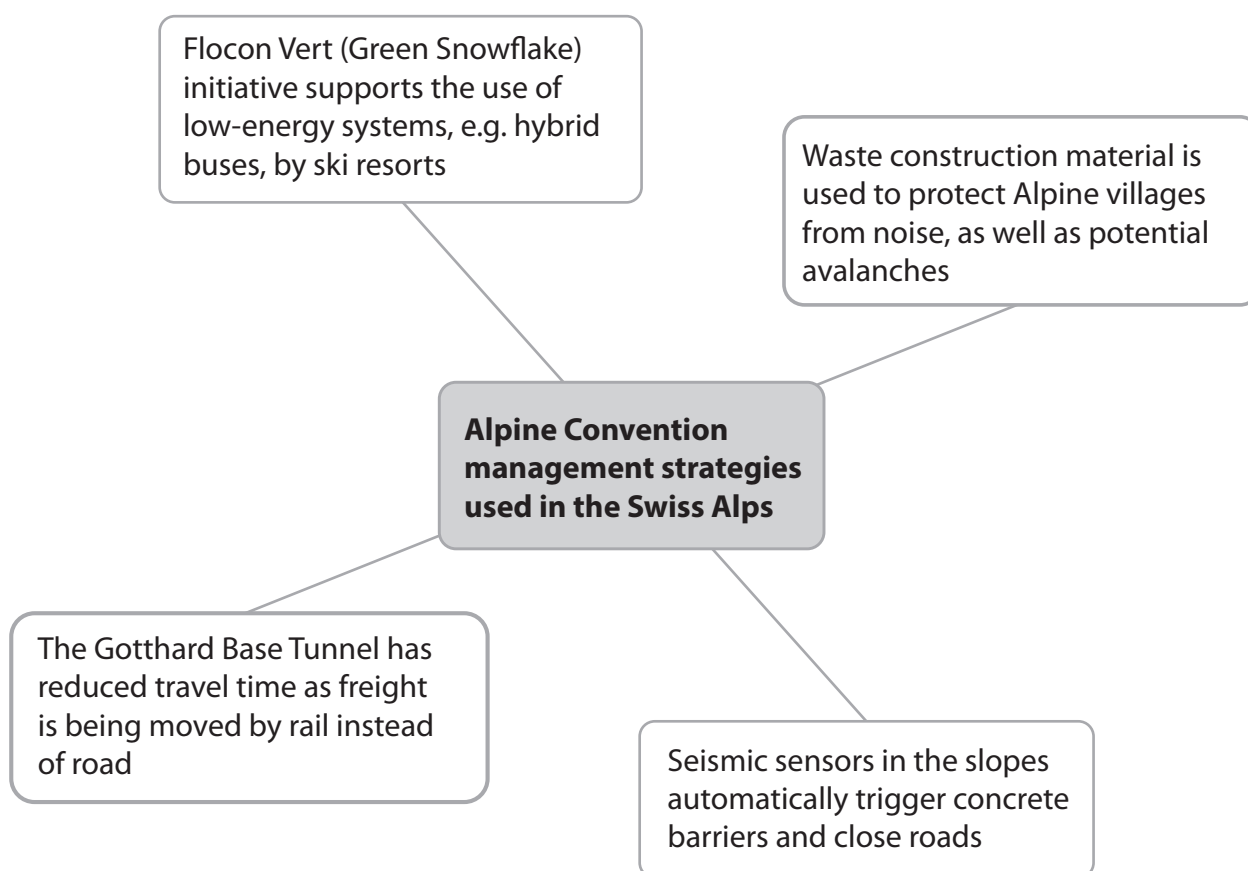 Flocon Vert (Green Snowflake)
initiative supports the use of
low-energy systems, e.g. hybrid
buses, by ski resorts
Waste construction material is
used to protect Alpine villages
from noise, as well as potential
avalanches
Alpine Convention
management strategies
used in the Swiss Alps
The Gotthard Base Tunnel has
reduced travel time as freight
is being moved by rail instead
of road
Seismic sensors in the slopes
automatically trigger concrete
barriers and close roads